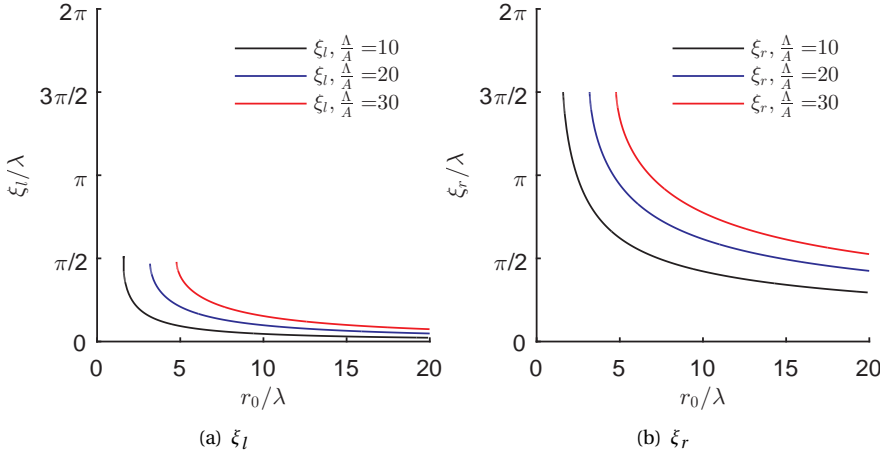 2π
3π/2
π
π/2
0
ξl/λ
0 5 10 15 20
r0/λ
ξl, Λ/A =10
ξl, Λ/A =20
ξl, Λ/A =30
(a) ξl
2π
3π/2
π
π/2
0
ξr/λ
0 5 10 15 20
r0/λ
ξr, Λ/A =10
ξr, Λ/A =20
ξr, Λ/A =30
(b) ξr